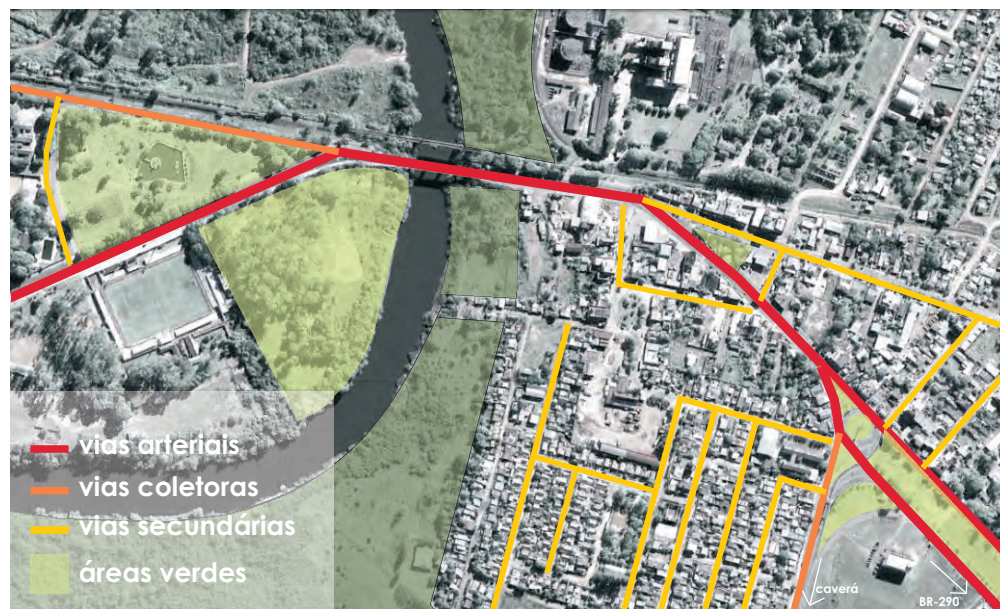 vias arteriais
vias coletoras
vias secundárias
áreas verdes
caverá
BR-290